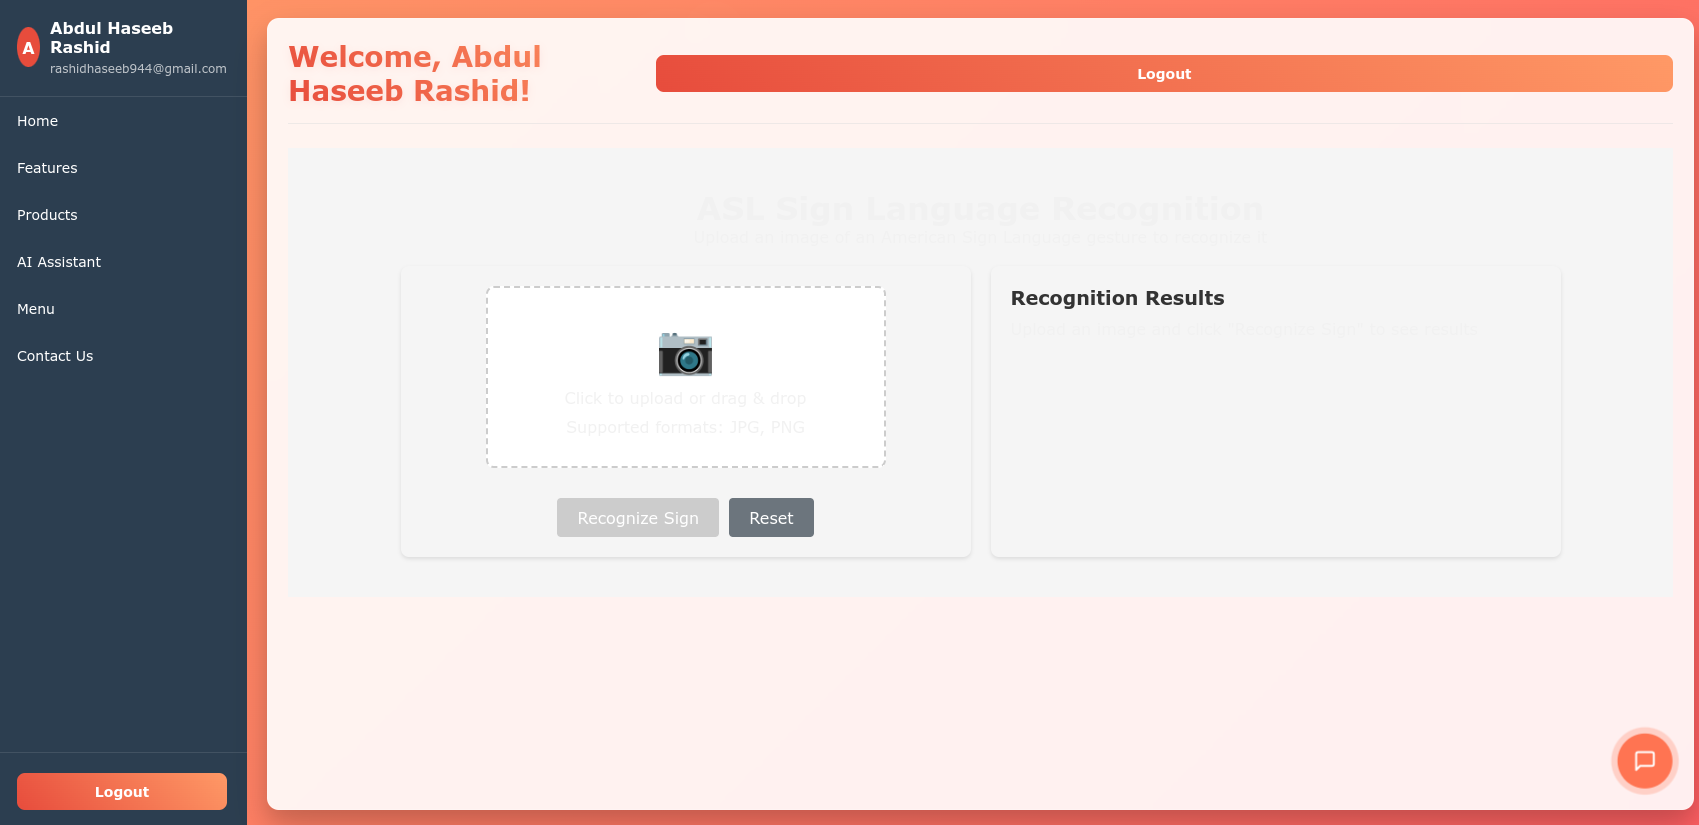 A
Abdul Haseeb
Rashid
rashidhaseeb944@gmail.com
Home
Features
Products
AI Assistant
Menu
Contact Us
Logout
Welcome, Abdul
Haseeb Rashid!
Logout
ASL Sign Language Recognition
Upload an image of an American Sign Language gesture to recognize it
Click to upload or drag & drop
Supported formats: JPG, PNG
Recognize Sign
Reset
Recognition Results
Upload an image and click "Recognize Sign" to see results